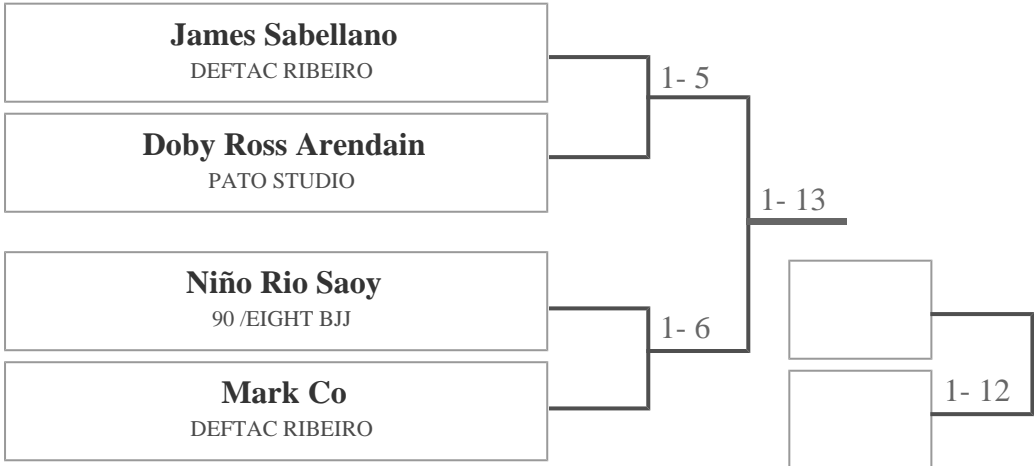 James Sabellano
DEFTAC RIBEIRO
1- 5
Doby Ross Arendain
PATO STUDIO
1- 13
Niño Rio Saoy
90 /EIGHT BJJ
1- 6
Mark Co
DEFTAC RIBEIRO
1- 12